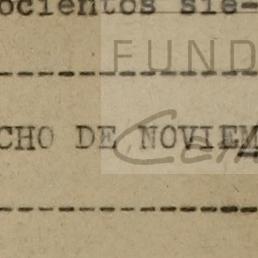 ocientos sie-
FUND
CHO DE NOVIEM